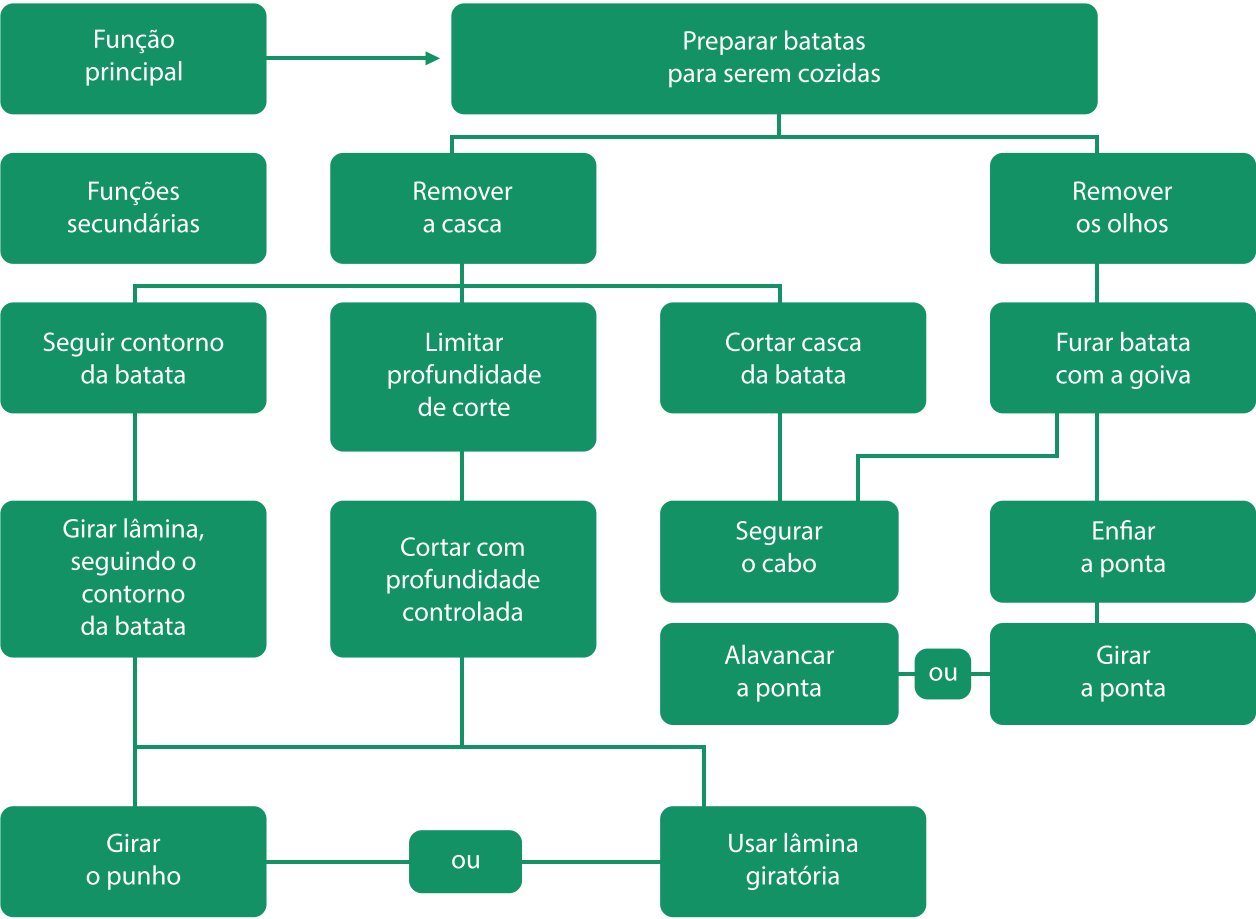 Função
principal
Preparar batatas
para serem cozidas
Funções
secundárias
Remover
a casca
Remover
os olhos
Seguir contorno
da batata
Limitar
profundidade
de corte
Cortar casca
da batata
Furar batata
com a goiva
Girar lâmina,
seguindo o
contorno
da batata
Cortar com
profundidade
controlada
Segurar
o cabo
Enfiar
a ponta
Alavancar
a ponta
ou
Girar
a ponta
Girar
o punho
ou
Usar lâmina
giratória